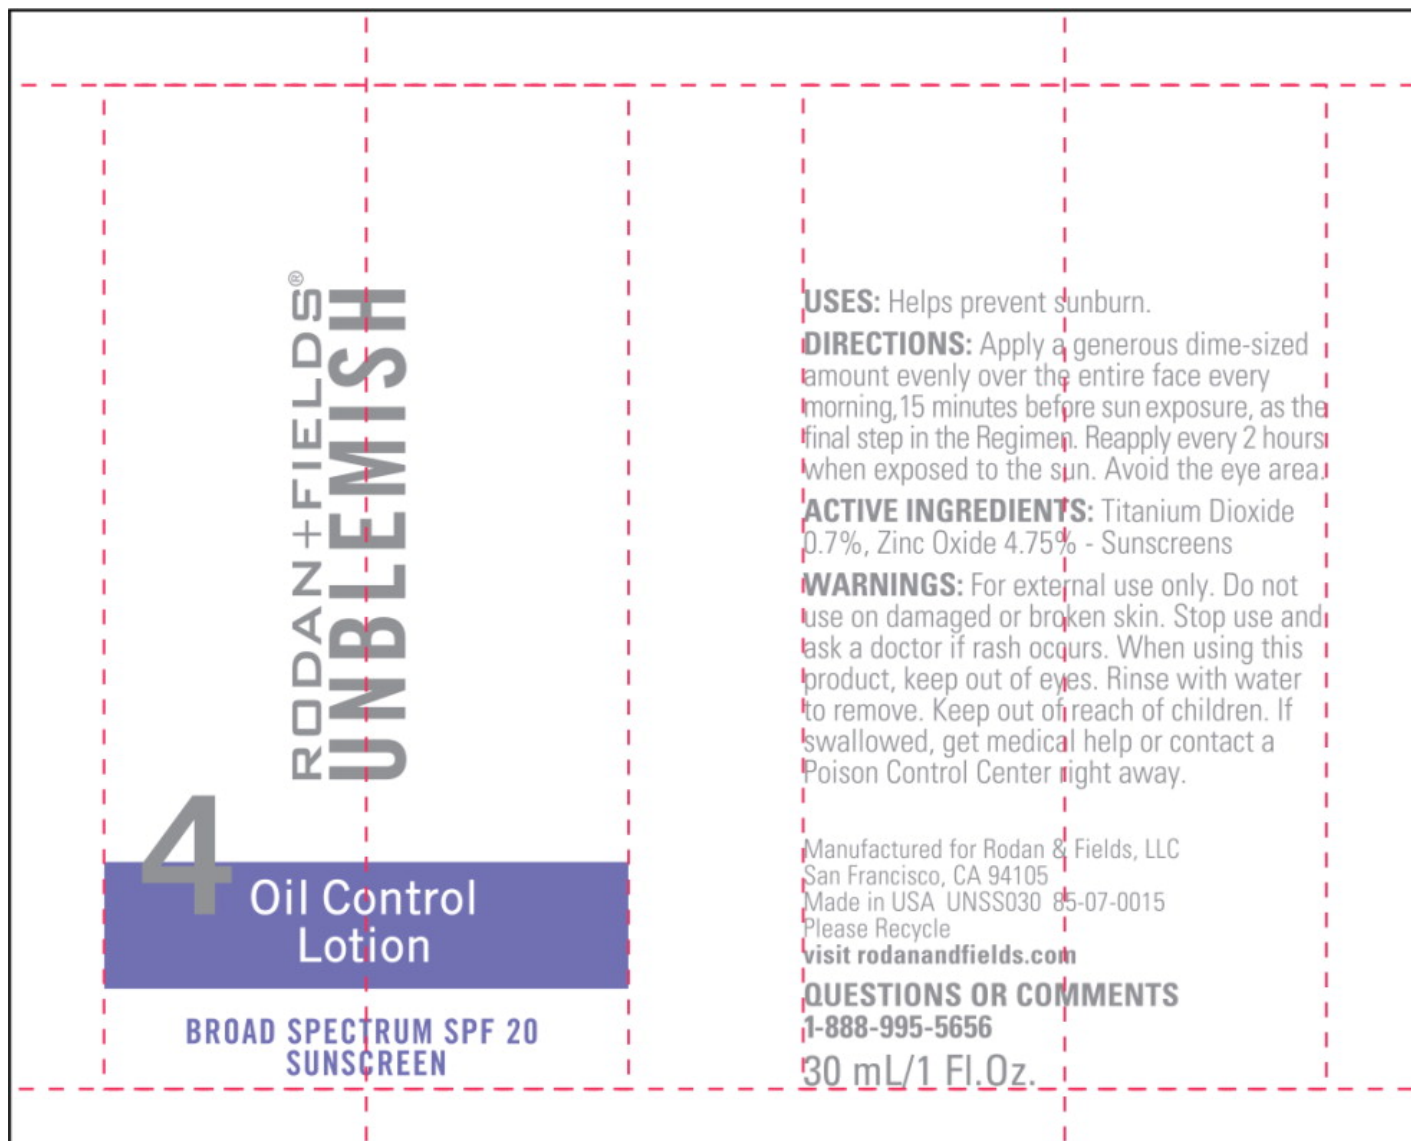 RODAN+FIELDS®
UNBLEMISH
4
Oil Control
Lotion
BROAD SPECTRUM SPF 20
SUNSCREEN
USES: Helps prevent sunburn.
DIRECTIONS: Apply a generous dime-sized
amount evenly over the entire face every
morning,15 minutes before sun exposure, as the
final step in the Regimen. Reapply every 2 hours
when exposed to the sun. Avoid the eye area.
ACTIVE INGREDIENTS: Titanium Dioxide
0.7%, Zinc Oxide 4.75% - Sunscreens
WARNINGS: For external use only. Do not
use on damaged or broken skin. Stop use and
ask a doctor if rash occurs. When using this
product, keep out of eyes. Rinse with water
to remove. Keep out of reach of children. If
swallowed, get medical help or contact a
Poison Control Center right away.
Manufactured for Rodan & Fields, LLC
San Francisco, CA 94105
Made in USA UNSS030 85-07-0015
Please Recycle
visit rodanandfields.com
QUESTIONS OR COMMENTS
1-888-995-5656
30 mL/1 Fl.Oz.